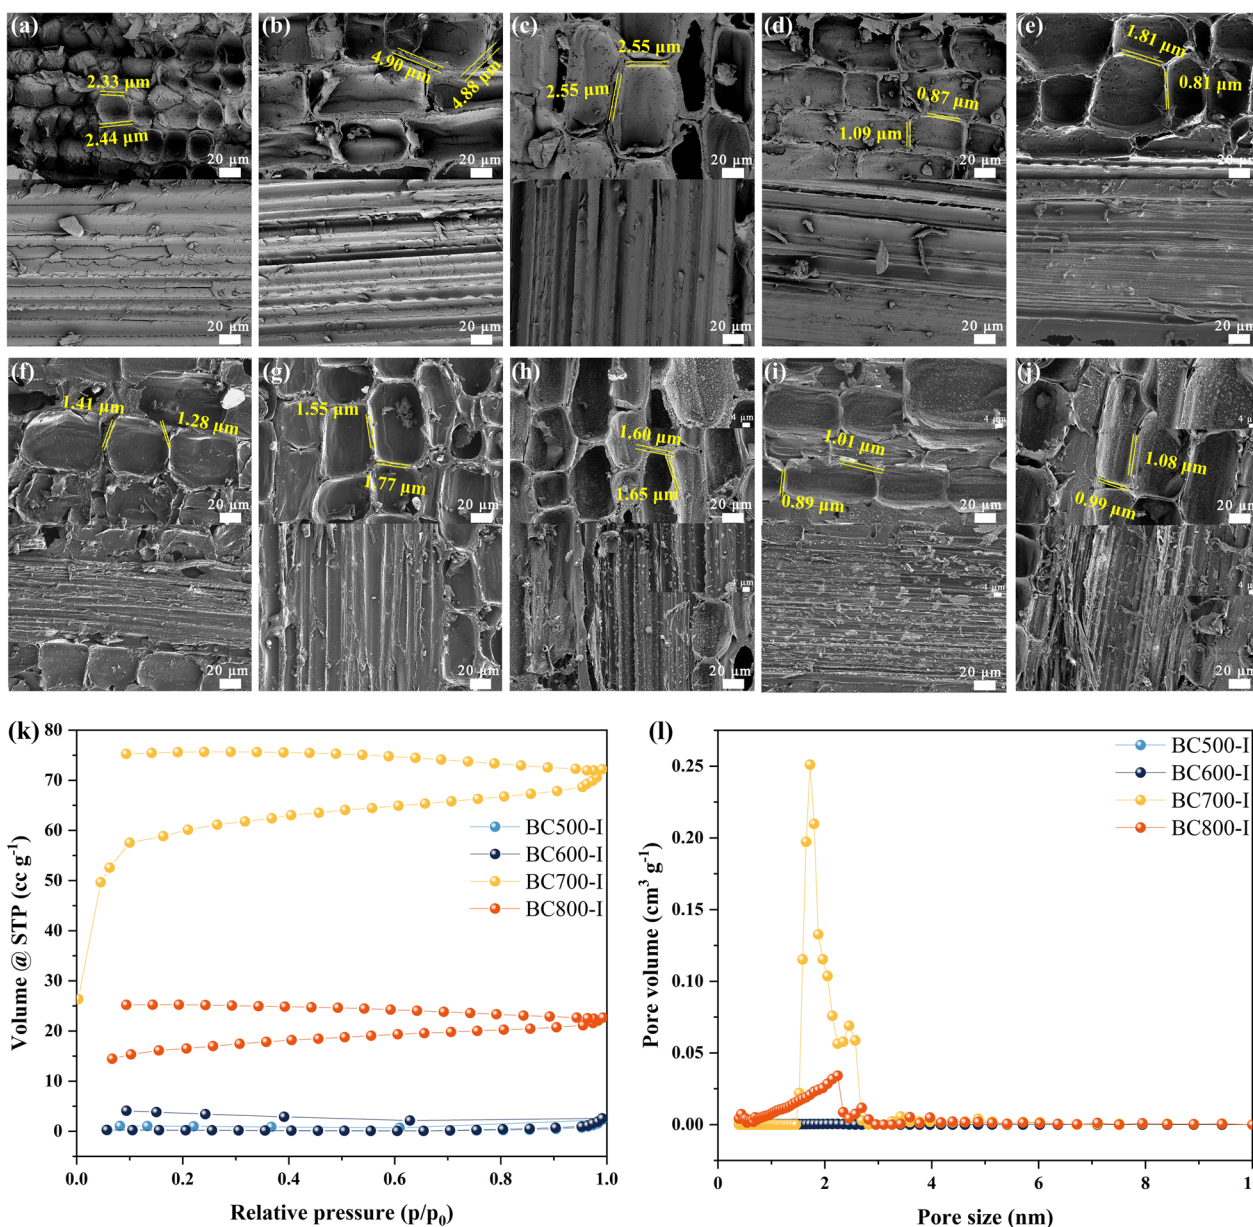 (a)
2.33 μm
2.44 μm
20 μm
20 μm
(b)
4.90 μm
4.88 μm
20 μm
20 μm
(c)
2.55 μm
2.55 μm
20 μm
20 μm
(d)
0.87 μm
1.09 μm
20 μm
20 μm
(e)
1.81 μm
0.81 μm
20 μm
20 μm
(f)
1.41 μm
1.28 μm
20 μm
20 μm
(g)
1.55 μm
1.77 μm
20 μm
20 μm
(h)
4 μm
1.60 μm
1.65 μm
20 μm
4 μm
20 μm
(i)
1.01 μm
0.89 μm
20 μm
4 μm
20 μm
(j)
4 μm
1.08 μm
0.99 μm
20 μm
4 μm
20 μm
(k)
80
70
60
50
40
30
20
10
0
Volume @ STP (cc g-1)
BC500-I
BC600-I
BC700-I
BC800-I
0.0 0.2 0.4 0.6 0.8 1.0
Relative pressure (p/p0)
(l)
0.25
0.20
0.15
0.10
0.05
0.00
Pore volume (cm3 g-1)
BC500-I
BC600-I
BC700-I
BC800-I
0 2 4 6 8
Pore size (nm)